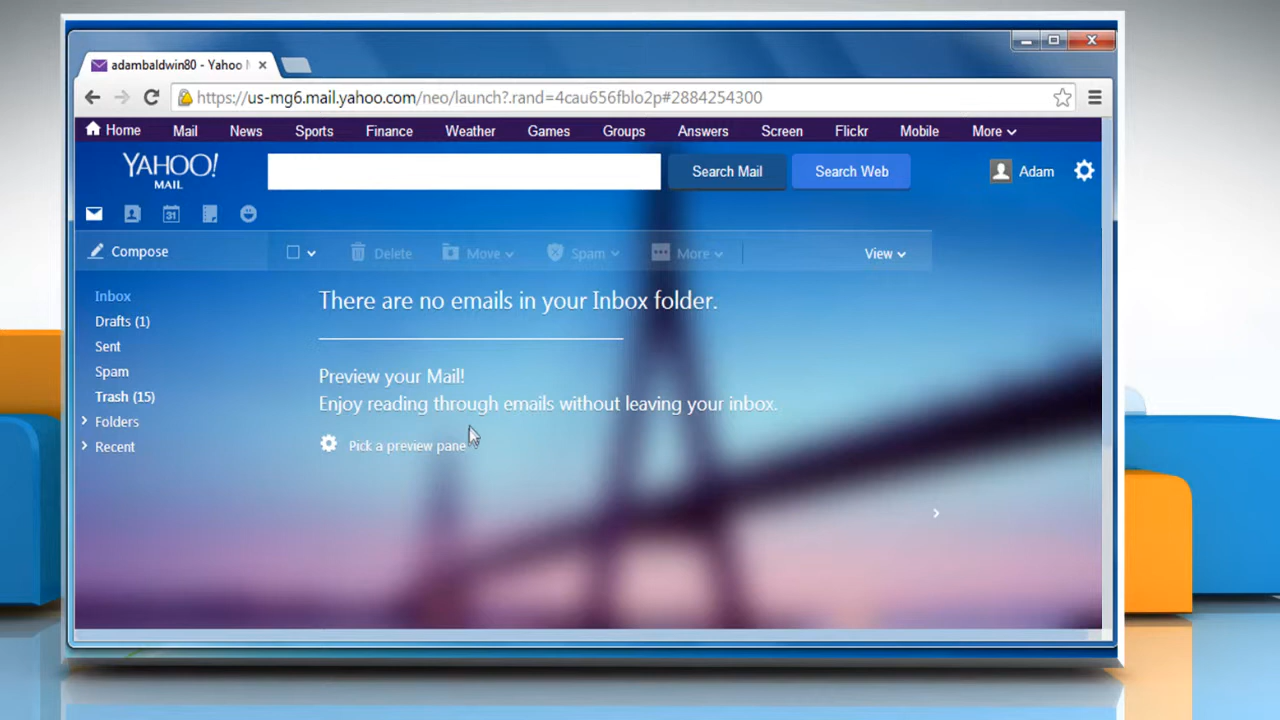 adambaldwin80 - Yahoo
https://us-mg6.mail.yahoo.com/neo/launch?.rand=4cau656fblo2p#2884254300
Home Mail News Sports Finance Weather Games Groups Answers Screen Flickr Mobile More
YAHOO!
MAIL
Search Mail Search Web Adam
31
Compose Delete Move Spam More View
Inbox
Drafts (1)
Sent
Spam
Trash (15)
Folders
Recent
There are no emails in your Inbox folder.
Preview your Mail!
Enjoy reading through emails without leaving your inbox.
Pick a preview pane